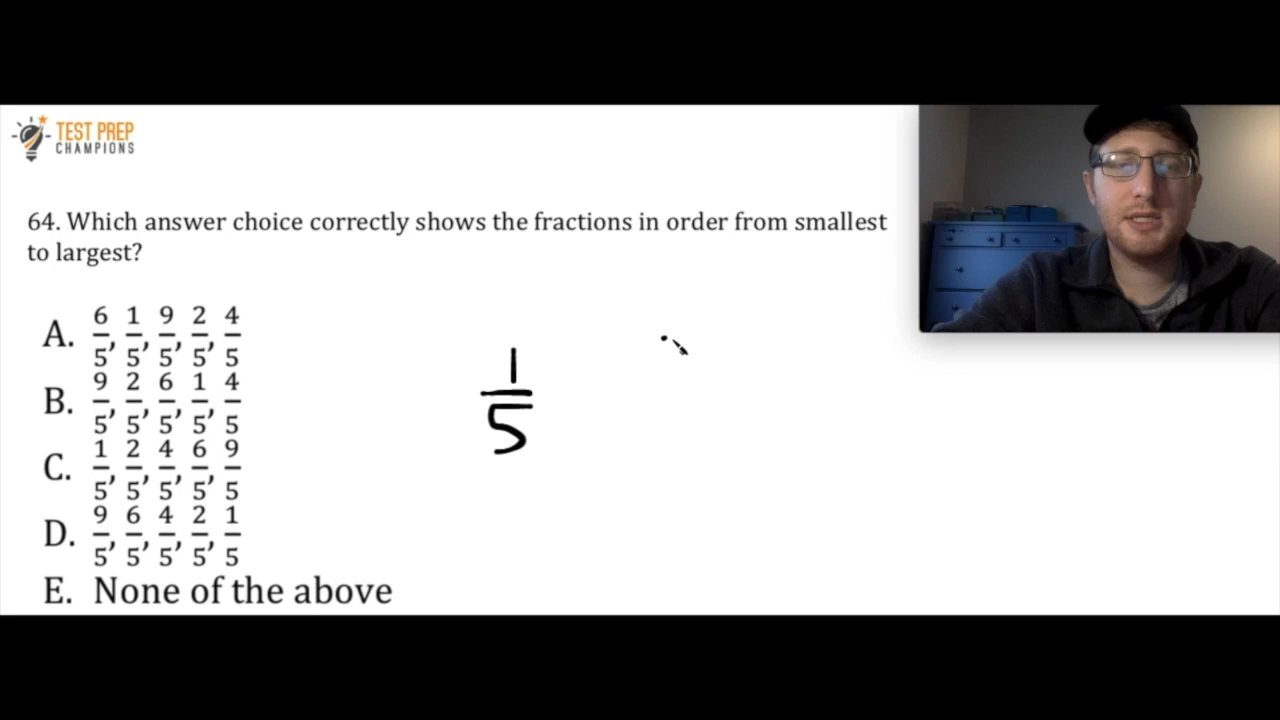 TEST PREP
CHAMPIONS
64. Which answer choice correctly shows the fractions in order from smallest
to largest?
A. 6/5, 1/5, 9/5, 2/5, 4/5
B. 9/5, 2/5, 6/5, 1/5, 4/5
C. 1/5, 2/5, 4/5, 6/5, 9/5
D. 9/5, 6/5, 4/5, 2/5, 1/5
E. None of the above
1/5